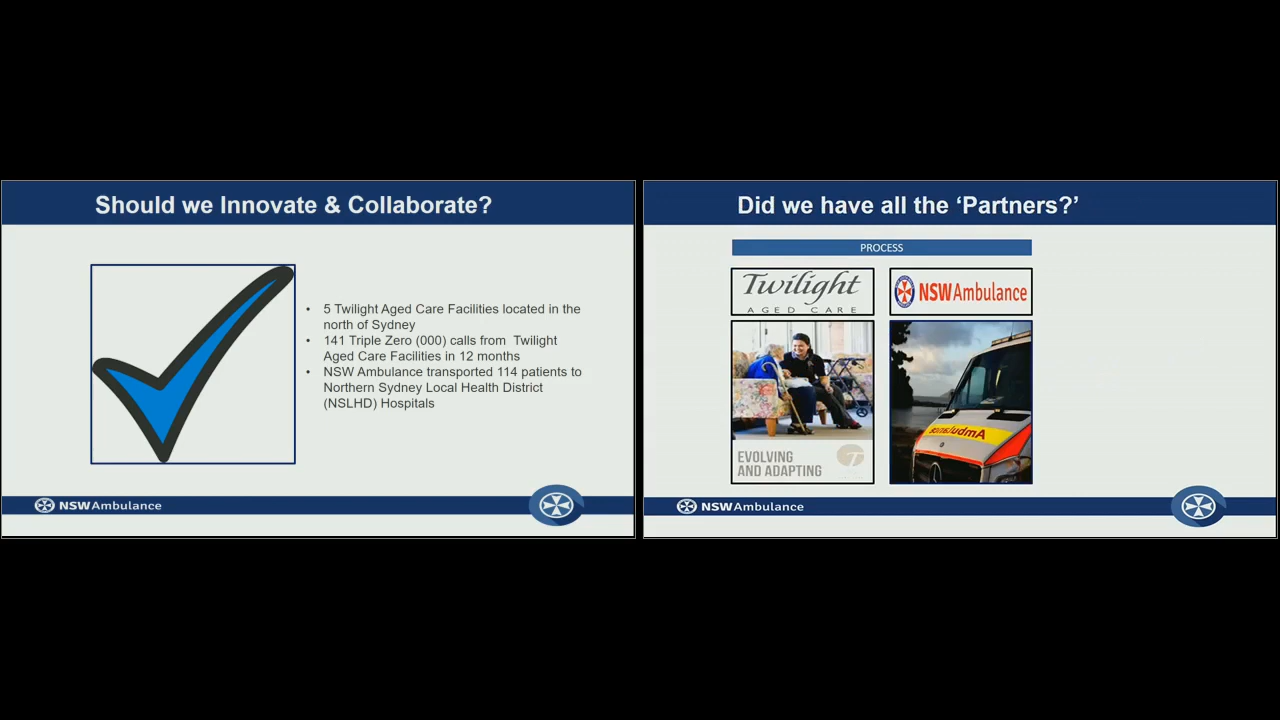 Should we Innovate & Collaborate?
• 5 Twilight Aged Care Facilities located in the
north of Sydney
• 141 Triple Zero (000) calls from Twilight
Aged Care Facilities in 12 months
• NSW Ambulance transported 114 patients to
Northern Sydney Local Health District
(NSLHD) Hospitals
NSW Ambulance
Did we have all the ‘Partners?’
PROCESS
Twilight
AGED CARE
NSW Ambulance
EVOLVING
AND ADAPTING
Ambulance
NSW Ambulance